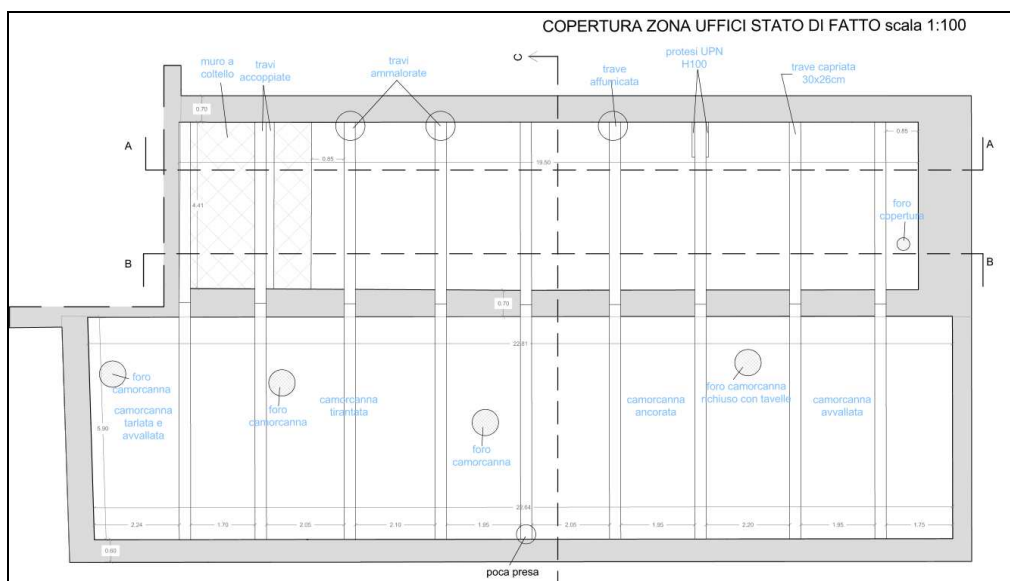 COPERTURA ZONA UFFICI STATO DI FATTO scala 1:100
muro a
coltello
travi
accoppiate
travi
ammalorate
C
trave
affumicata
protesi UPN
H100
trave capriata
30x26cm
0.70
A
A
0.85
0.85
19.50
4.41
foro
copertura
B
B
0.70
22.81
foro
camorcanna
camorcanna
tarlata e
avvallata
5.90
foro
camorcanna
camorcanna
tirantata
foro
camorcanna
camorcanna
ancorata
foro camorcanna
richiuso con tavelle
camorcanna
avvallata
2.24
1.70
2.05
2.10
1.95
2.05
1.95
2.20
1.85
1.75
0.60
poca presa